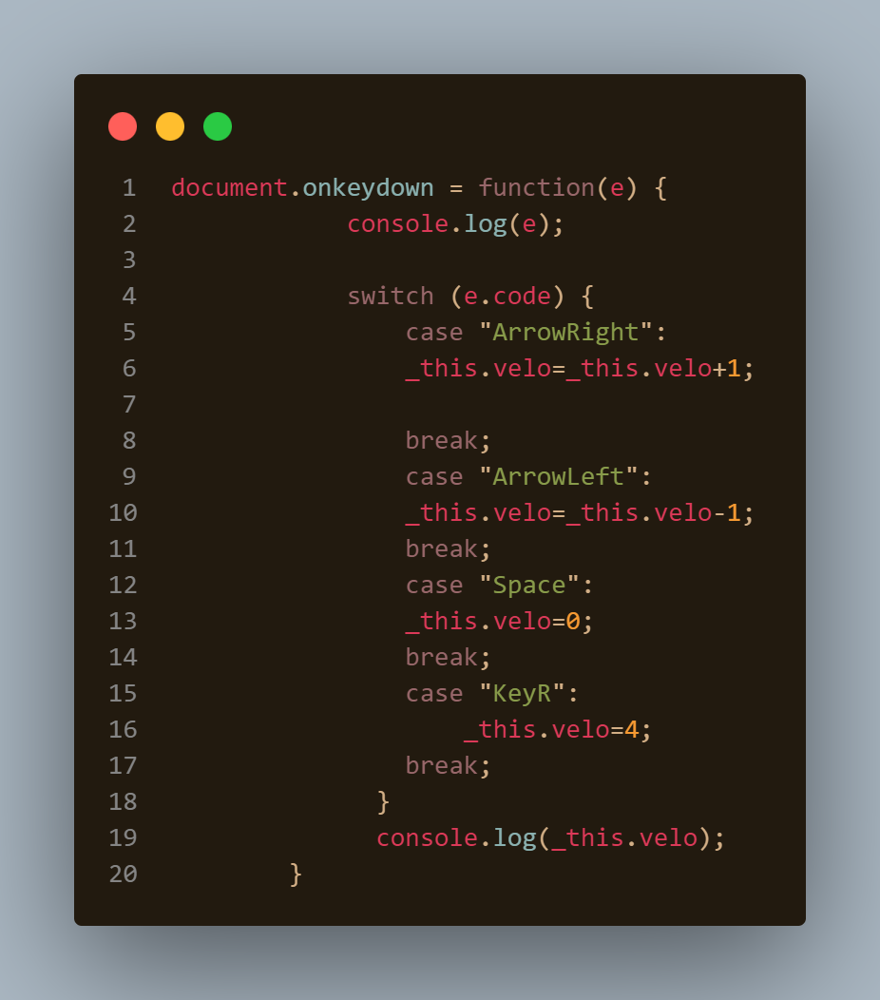 1 document.onkeydown = function(e) {
2             console.log(e);
3
4             switch (e.code) {
5                 case "ArrowRight":
6                 _this.velo=_this.velo+1;
7
8                 break;
9                 case "ArrowLeft":
10                _this.velo=_this.velo-1;
11                break;
12                case "Space":
13                _this.velo=0;
14                break;
15                case "KeyR":
16                    _this.velo=4;
17                break;
18              }
19              console.log(_this.velo);
20        }